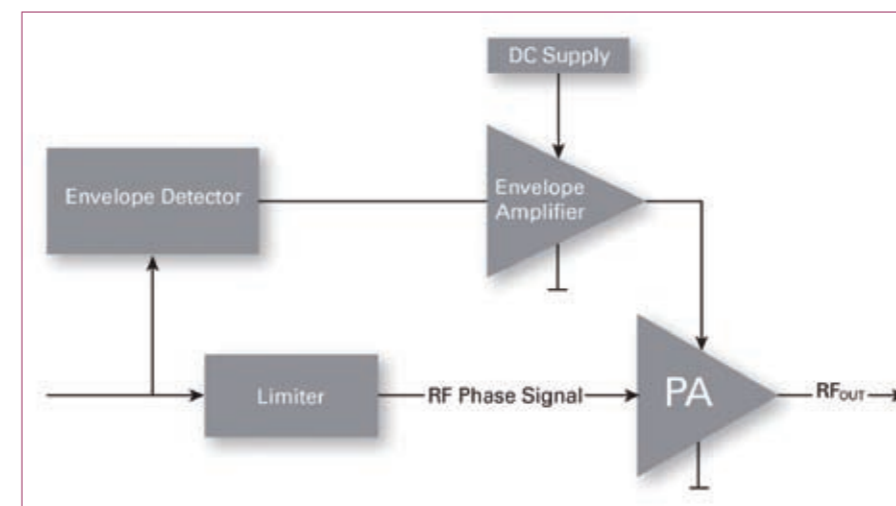 DC Supply
Envelope Detector
Envelope
Amplifier
Limiter
RF Phase Signal
PA
RFOUT